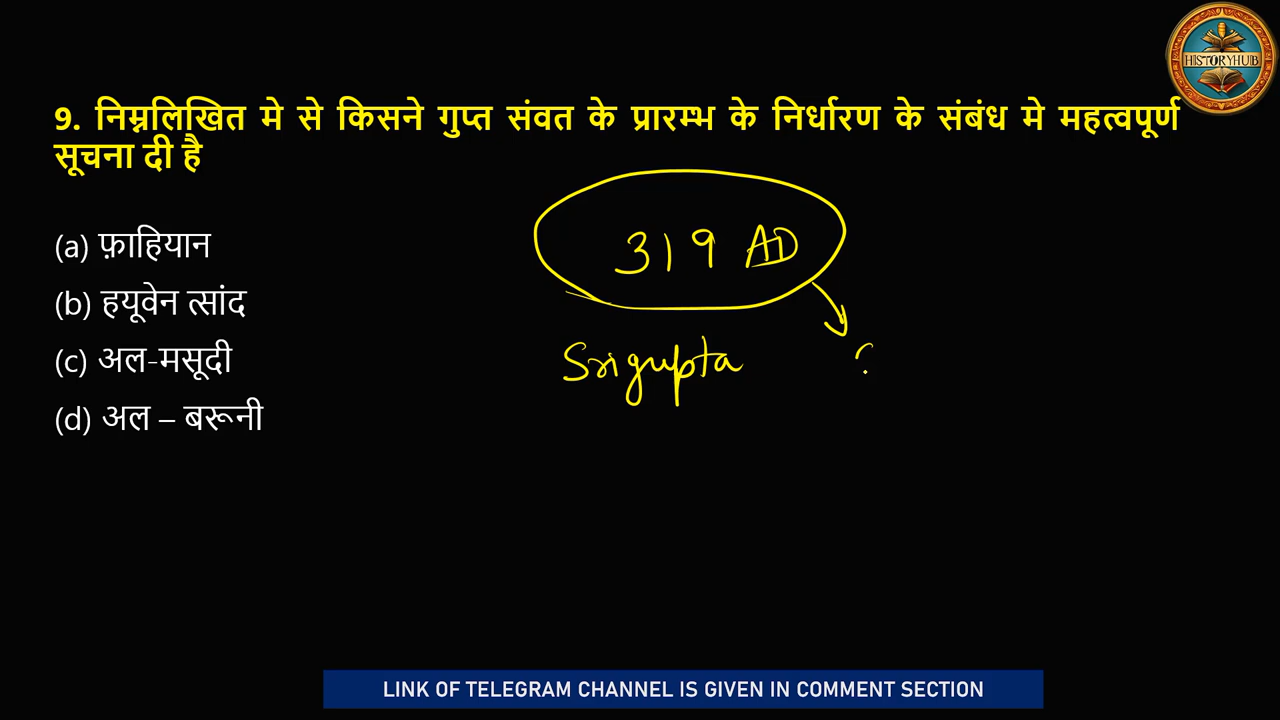 HISTORYHUB
9. निम्नलिखित मे से किसने गुप्त संवत के प्रारम्भ के निर्धारण के संबंध मे महत्वपूर्ण
सूचना दी है
(a) फ़ाहियान
319 AD
(b) हयूवेन त्सांद
(c) अल-मसूदी
Srigupta
(d) अल – बरूनी
LINK OF TELEGRAM CHANNEL IS GIVEN IN COMMENT SECTION